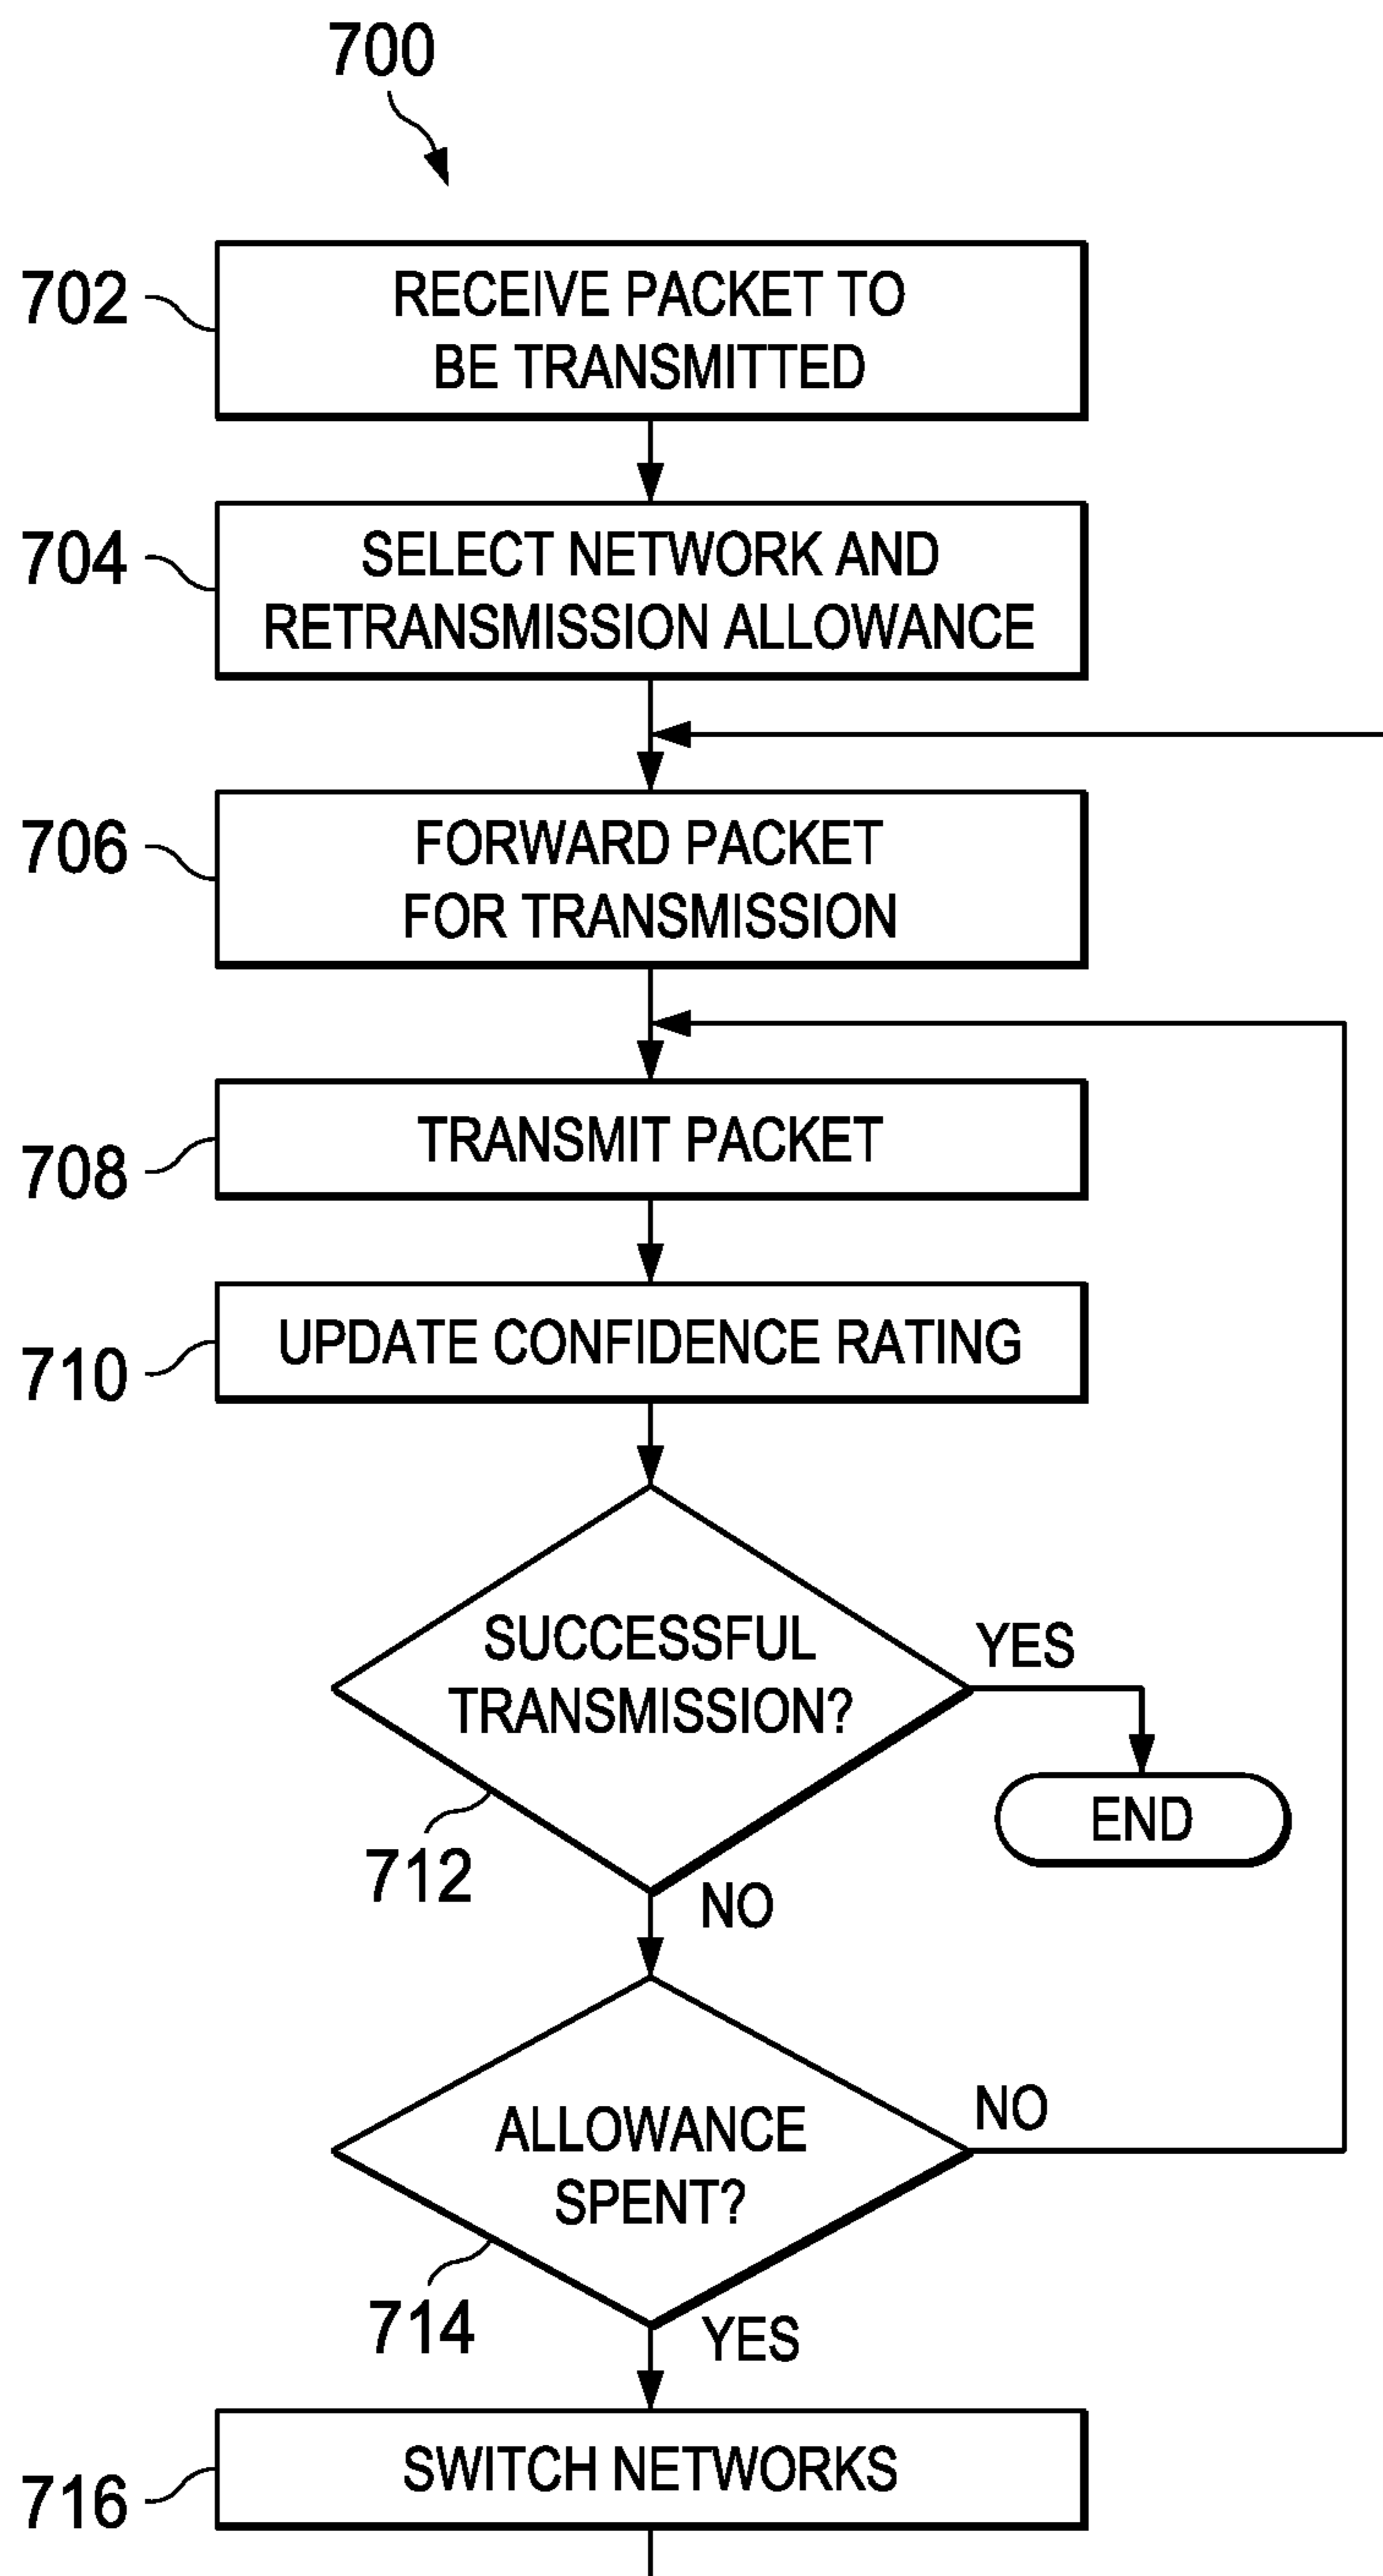 700
702
RECEIVE PACKET TO
BE TRANSMITTED
704
SELECT NETWORK AND
RETRANSMISSION ALLOWANCE
706
FORWARD PACKET
FOR TRANSMISSION
708
TRANSMIT PACKET
710
UPDATE CONFIDENCE RATING
SUCCESSFUL
TRANSMISSION?
YES
END
712
NO
ALLOWANCE
SPENT?
NO
714
YES
716
SWITCH NETWORKS